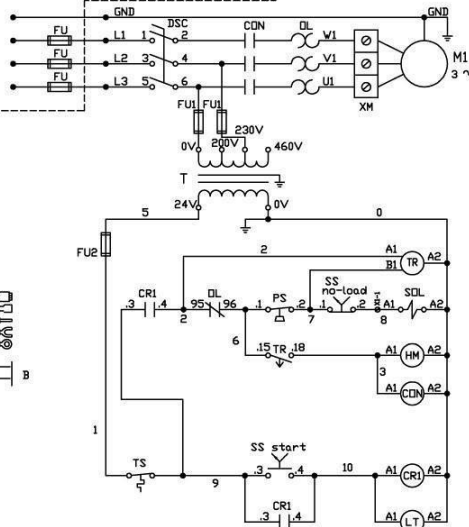 GND GND
FU L1 1 DSC 2 CON OL W1
FU L2 3 4 V1 M1
FU L3 5 6 U1 3 ~
XM
FU1 FU1
230V
0V 200V 460V
T
24V 0V
5 0
FU2
2 A1 TR A2
B1
CR1 OL PS SS no-load SOL
.3 .4 95 96 .1 .2 .1 .2 A1 A2
2 7 8
6 .15 TR .18 A1 HM A2
3
A1 CON A2
B
1
TS SS start
9 .3 .4 10 A1 CR1 A2
CR1
.3 .4 A1 LT A2